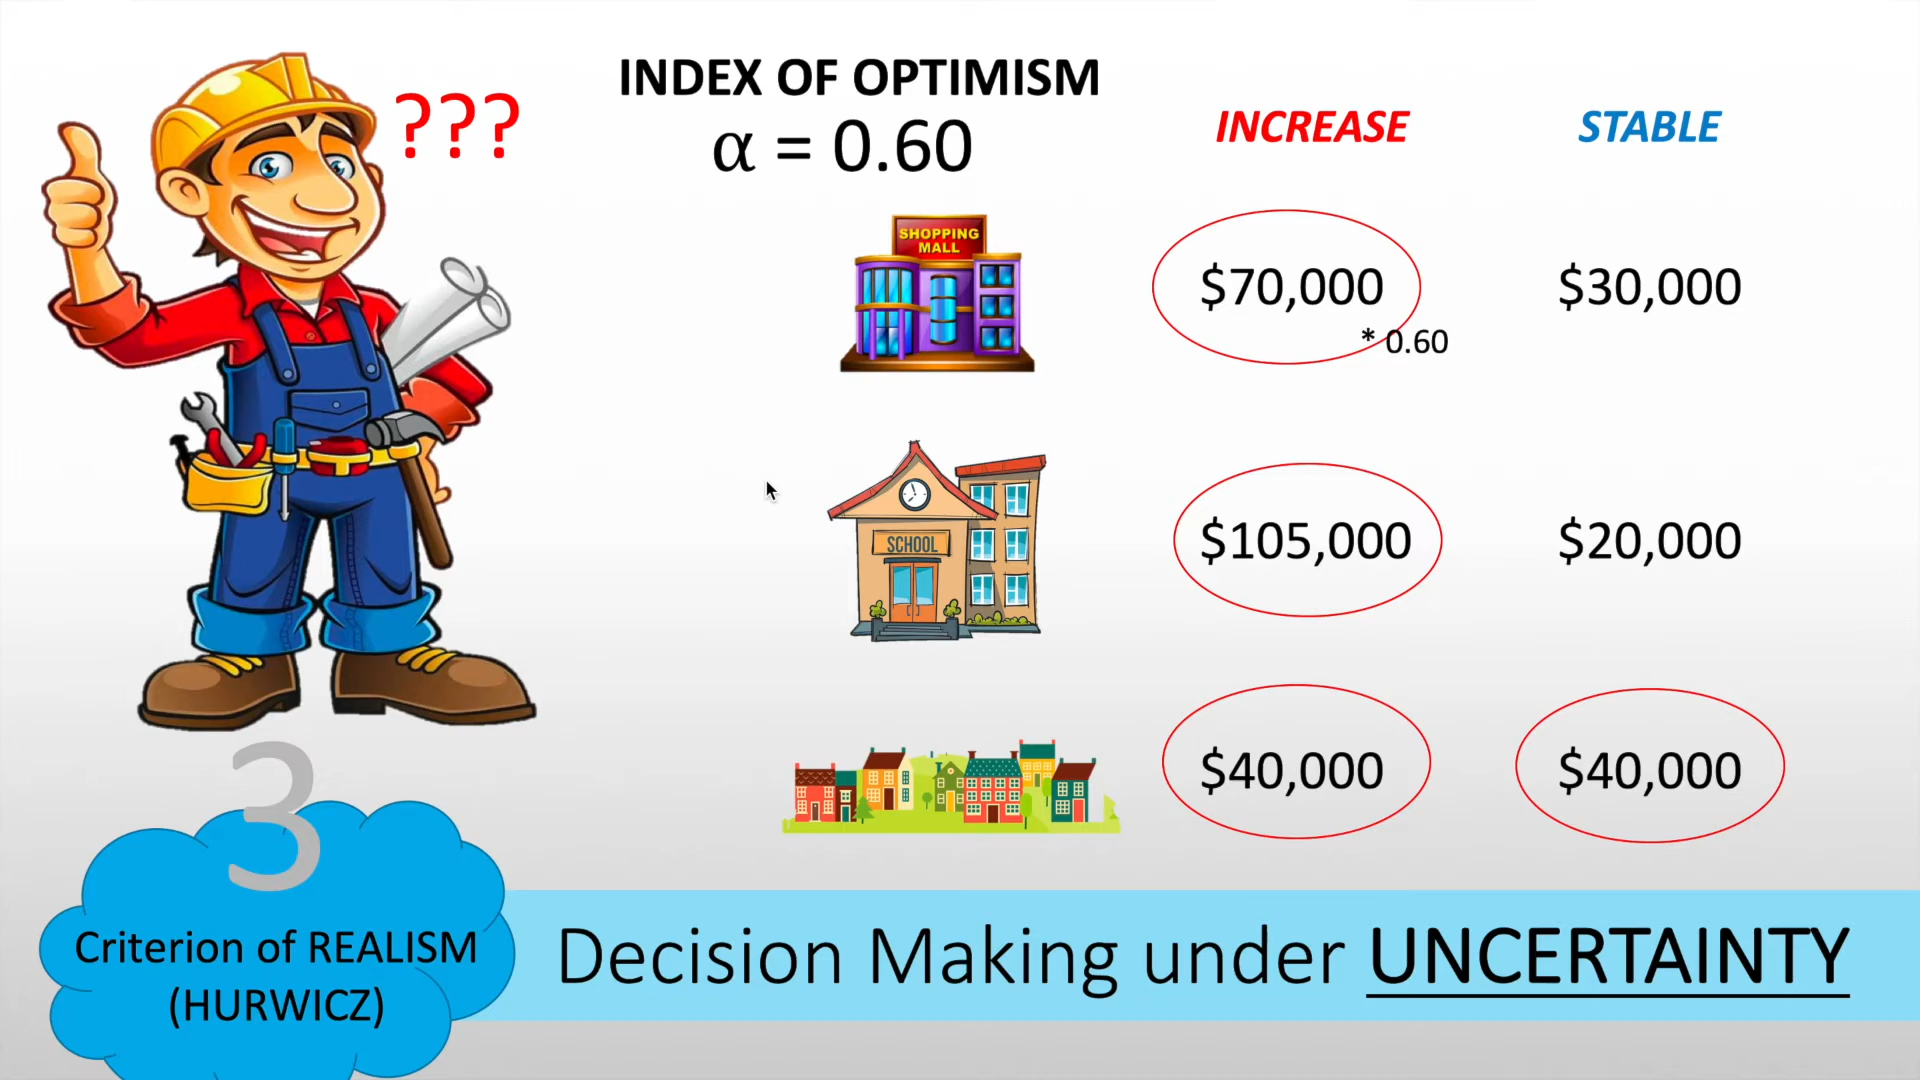 ???
INDEX OF OPTIMISM
α = 0.60
INCREASE
STABLE
SHOPPING
MALL
$70,000
* 0.60
$30,000
SCHOOL
$105,000
$20,000
$40,000
$40,000
3
Criterion of REALISM
(HURWICZ)
Decision Making under UNCERTAINTY